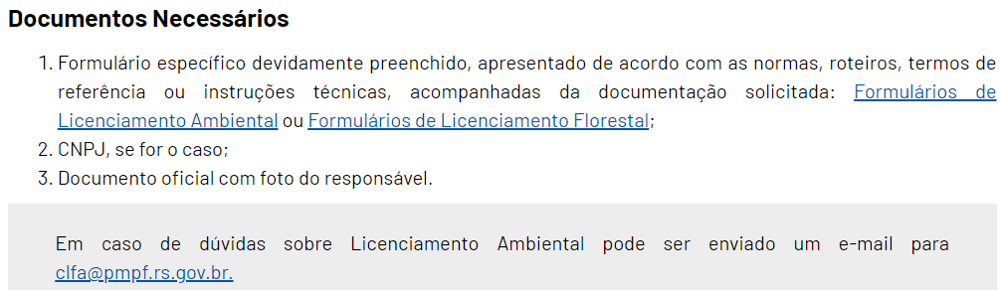 Documentos Necessários
1. Formulário específico devidamente preenchido, apresentado de acordo com as normas, roteiros, termos de
referência ou instruções técnicas, acompanhadas da documentação solicitada: Formulários de
Licenciamento Ambiental ou Formulários de Licenciamento Florestal;
2. CNPJ, se for o caso;
3. Documento oficial com foto do responsável.
Em caso de dúvidas sobre Licenciamento Ambiental pode ser enviado um e-mail para
clfa@pmpf.rs.gov.br.